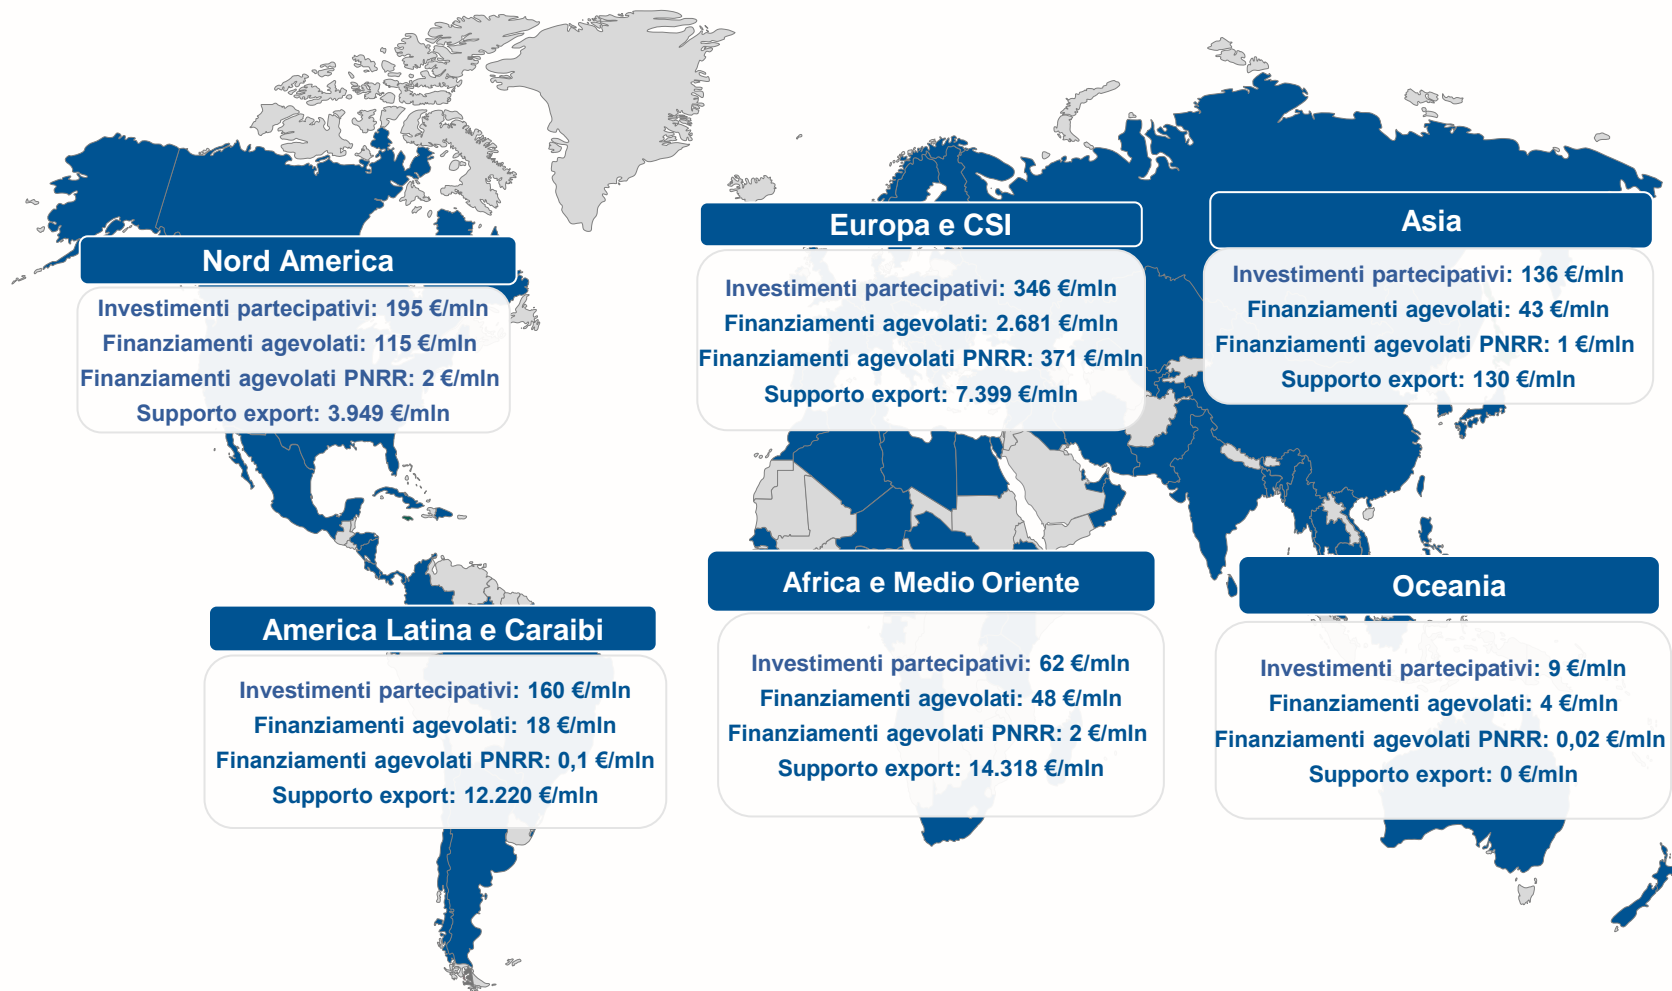 Nord America
Investimenti partecipativi: 195 €/mln
Finanziamenti agevolati: 115 €/mln
Finanziamenti agevolati PNRR: 2 €/mln
Supporto export: 3.949 €/mln
Europa e CSI
Investimenti partecipativi: 346 €/mln
Finanziamenti agevolati: 2.681 €/mln
Finanziamenti agevolati PNRR: 371 €/mln
Supporto export: 7.399 €/mln
Asia
Investimenti partecipativi: 136 €/mln
Finanziamenti agevolati: 43 €/mln
Finanziamenti agevolati PNRR: 1 €/mln
Supporto export: 130 €/mln
America Latina e Caraibi
Investimenti partecipativi: 160 €/mln
Finanziamenti agevolati: 18 €/mln
Finanziamenti agevolati PNRR: 0,1 €/mln
Supporto export: 12.220 €/mln
Africa e Medio Oriente
Investimenti partecipativi: 62 €/mln
Finanziamenti agevolati: 48 €/mln
Finanziamenti agevolati PNRR: 2 €/mln
Supporto export: 14.318 €/mln
Oceania
Investimenti partecipativi: 9 €/mln
Finanziamenti agevolati: 4 €/mln
Finanziamenti agevolati PNRR: 0,02 €/mln
Supporto export: 0 €/mln